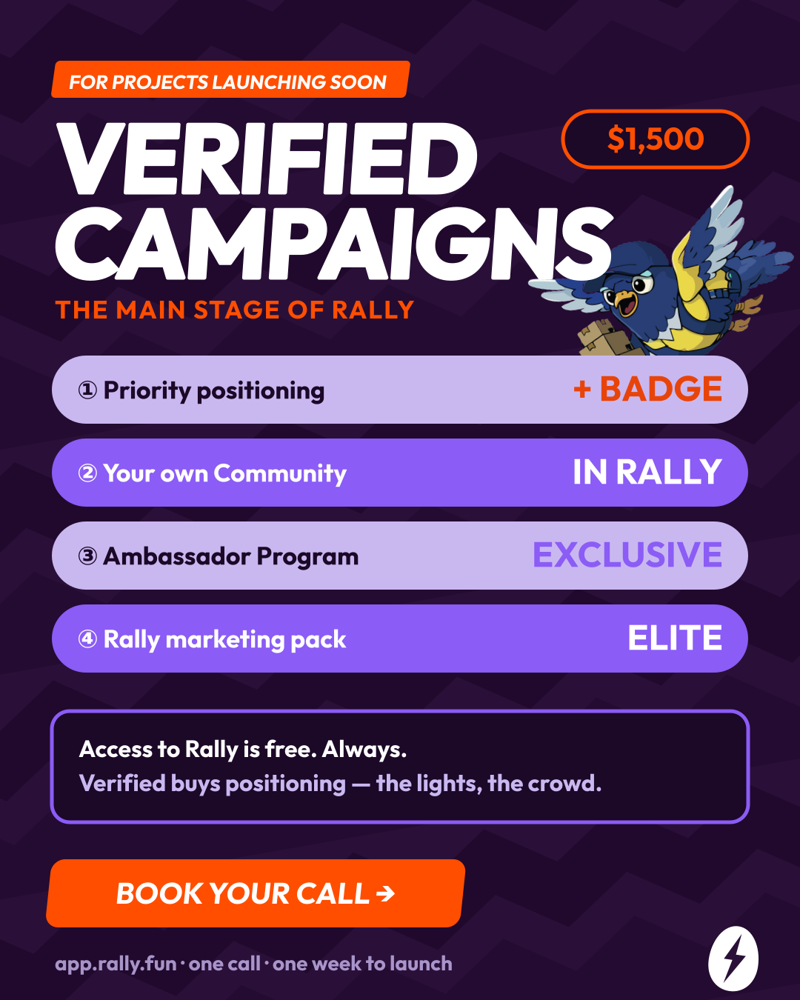 FOR PROJECTS LAUNCHING SOON
VERIFIED
CAMPAIGNS
$1,500
THE MAIN STAGE OF RALLY
① Priority positioning + BADGE
② Your own Community IN RALLY
③ Ambassador Program EXCLUSIVE
④ Rally marketing pack ELITE
Access to Rally is free. Always.
Verified buys positioning — the lights, the crowd.
BOOK YOUR CALL →
app.rally.fun · one call · one week to launch